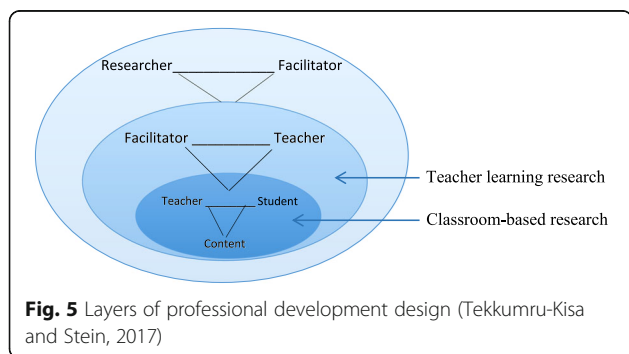 Researcher Facilitator
Facilitator Teacher
Teacher learning research
Teacher Student
Classroom-based research
Content
Fig. 5 Layers of professional development design (Tekkumru-Kisa
and Stein, 2017)